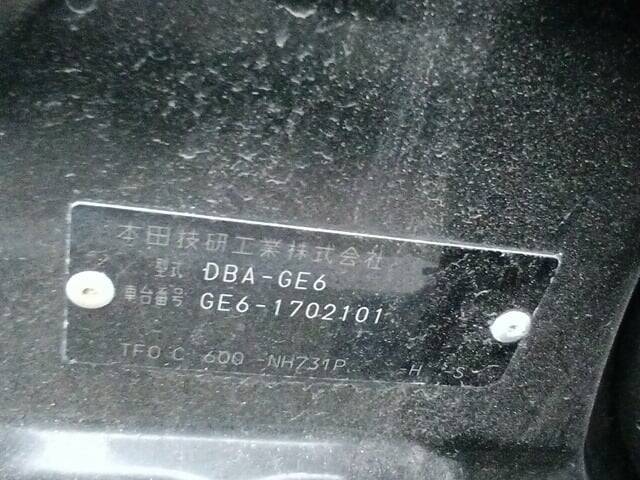 本田技研工業株式会社
型式 DBA-GE6
車台番号 GE6-1702101
TF0 C 600 NH731P -H S